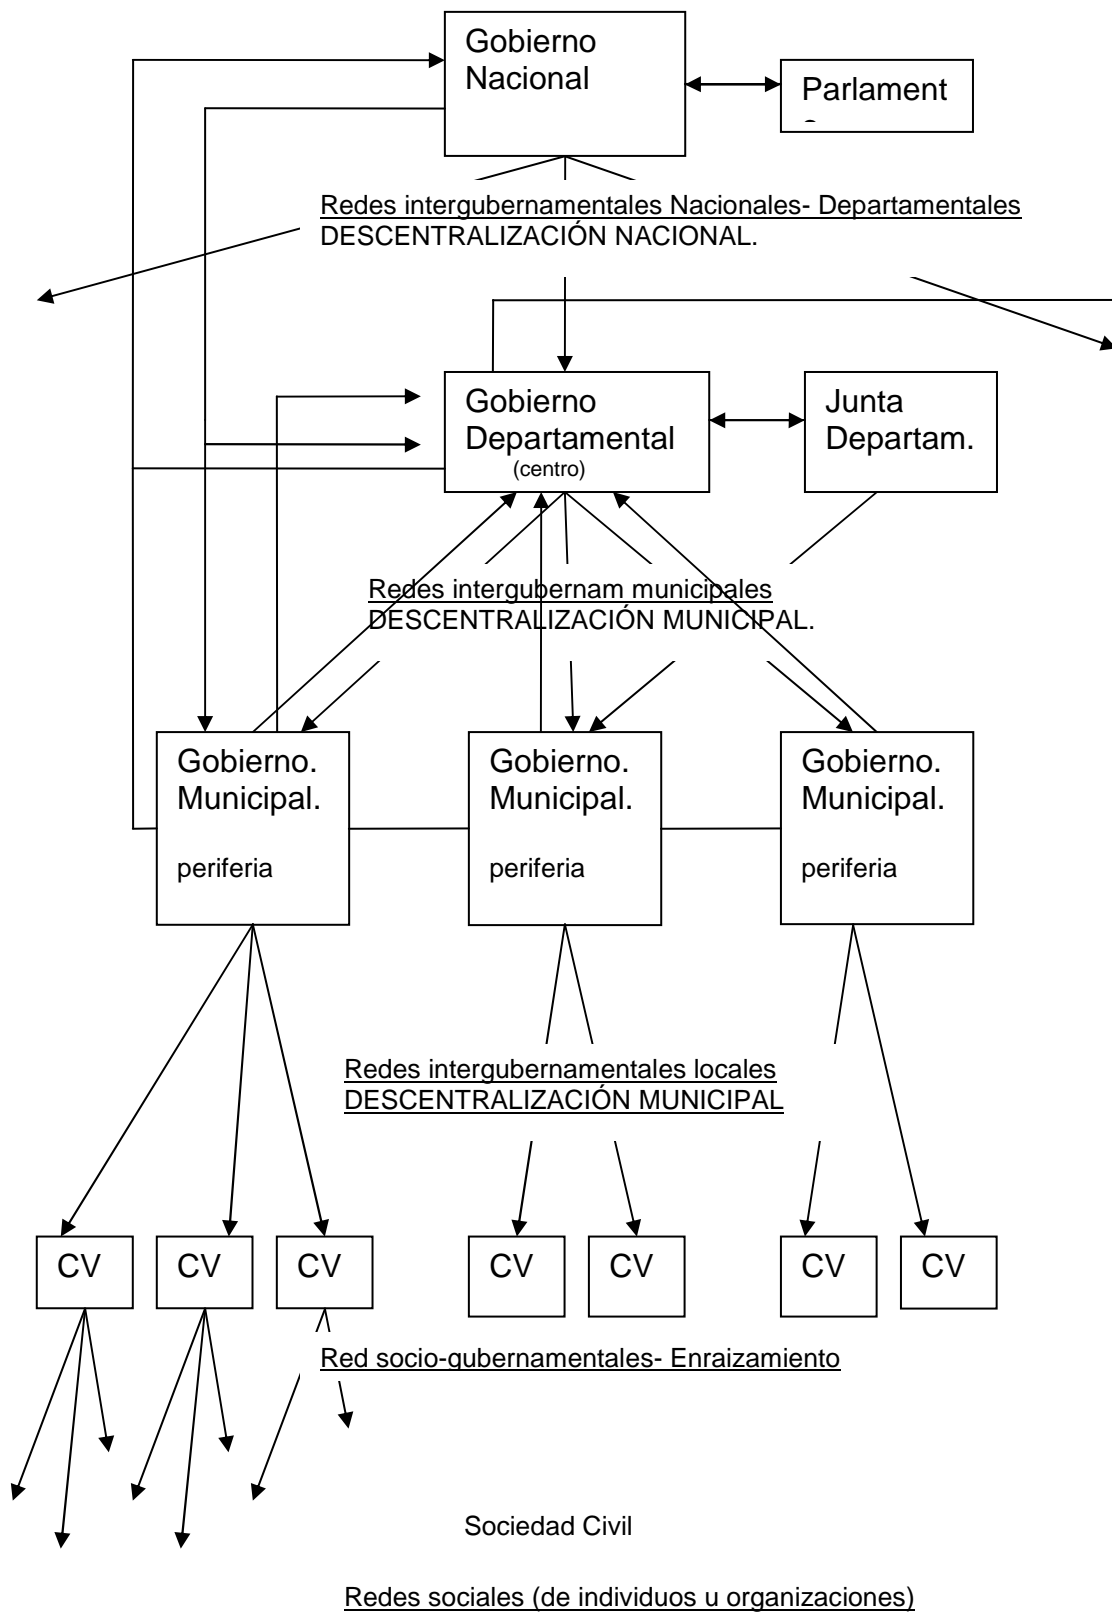 Gobierno
Nacional
Parlament
Redes intergubernamentales Nacionales- Departamentales
DESCENTRALIZACIÓN NACIONAL.
Gobierno
Departamental
(centro)
Junta
Departam.
Redes intergubernam municipales
DESCENTRALIZACIÓN MUNICIPAL.
Gobierno.
Municipal.
periferia
Gobierno.
Municipal.
periferia
Gobierno.
Municipal.
periferia
Redes intergubernamentales locales
DESCENTRALIZACIÓN MUNICIPAL
CV
CV
CV
CV
CV
CV
CV
Red socio-gubernamentales- Enraizamiento
Sociedad Civil
Redes sociales (de individuos u organizaciones)